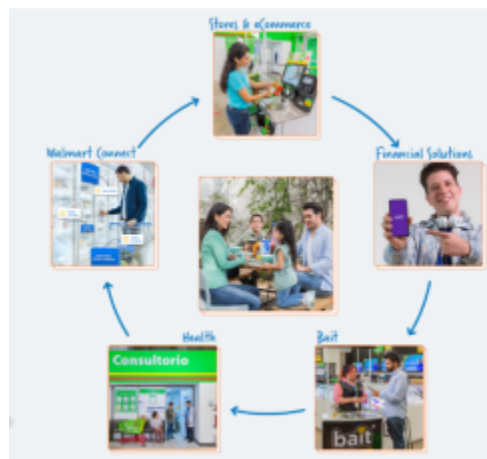 Stores & eCommerce
Walmart Connect
Financial Solutions
Health
Bait
Consultorio
bait